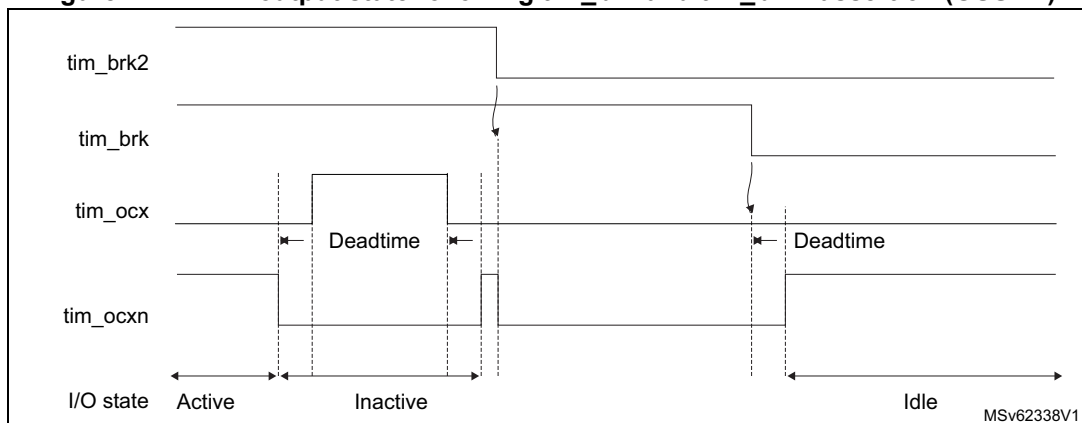 tim_brk2
tim_brk
tim_ocx
Deadtime
Deadtime
tim_ocxn
I/O state
Active
Inactive
Idle
MSv62338V1